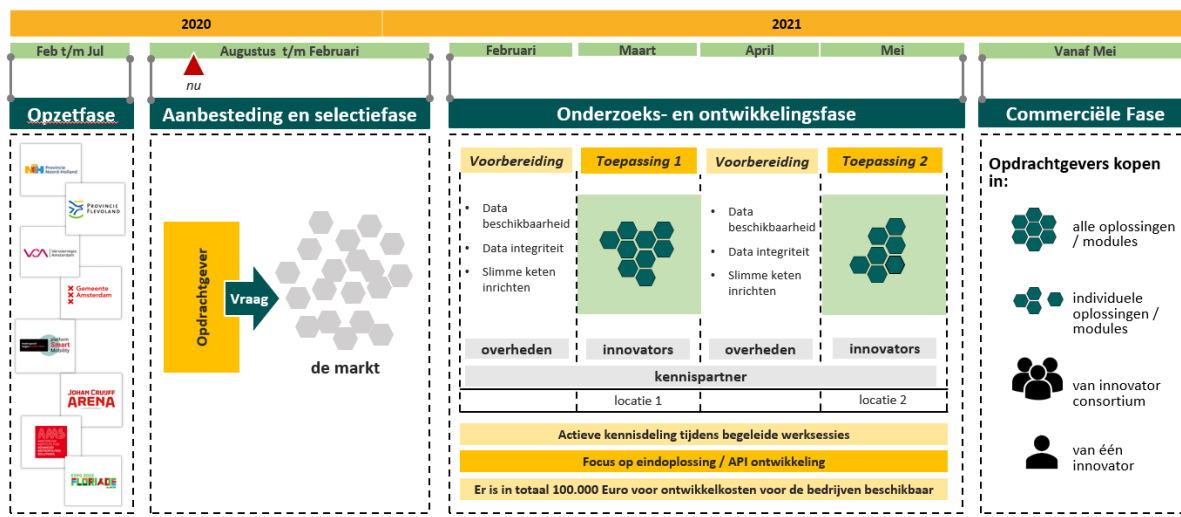 2020
2021
Feb t/m Jul
Augustus t/m Februari
Februari
Maart
April
Mei
Vanaf Mei
nu
Opzetfase
Aanbesteding en selectiefase
Onderzoeks- en ontwikkelingsfase
Commerciële Fase
Provincie
Noord-Holland
PROVINCIE
FLEVOLAND
Vervoerregio
Amsterdam
Gemeente
Amsterdam
platform
Smart
Mobility
JOHAN CRUIJFF
ARENA
AMS
FLORIADE
Opdrachtgever
Vraag
de markt
Voorbereiding
Toepassing 1
Voorbereiding
Toepassing 2
• Data
beschikbaarheid
• Data integriteit
• Slimme keten
inrichten
• Data
beschikbaarheid
• Data integriteit
• Slimme keten
inrichten
overheden
innovators
overheden
innovators
kennispartner
locatie 1
locatie 2
Actieve kennisdeling tijdens begeleide werksessies
Focus op eindoplossing / API ontwikkeling
Er is in totaal 100.000 Euro voor ontwikkelkosten voor de bedrijven beschikbaar
Opdrachtgevers kopen
in:
alle oplossingen
/ modules
individuele
oplossingen /
modules
van innovator
consortium
van één
innovator